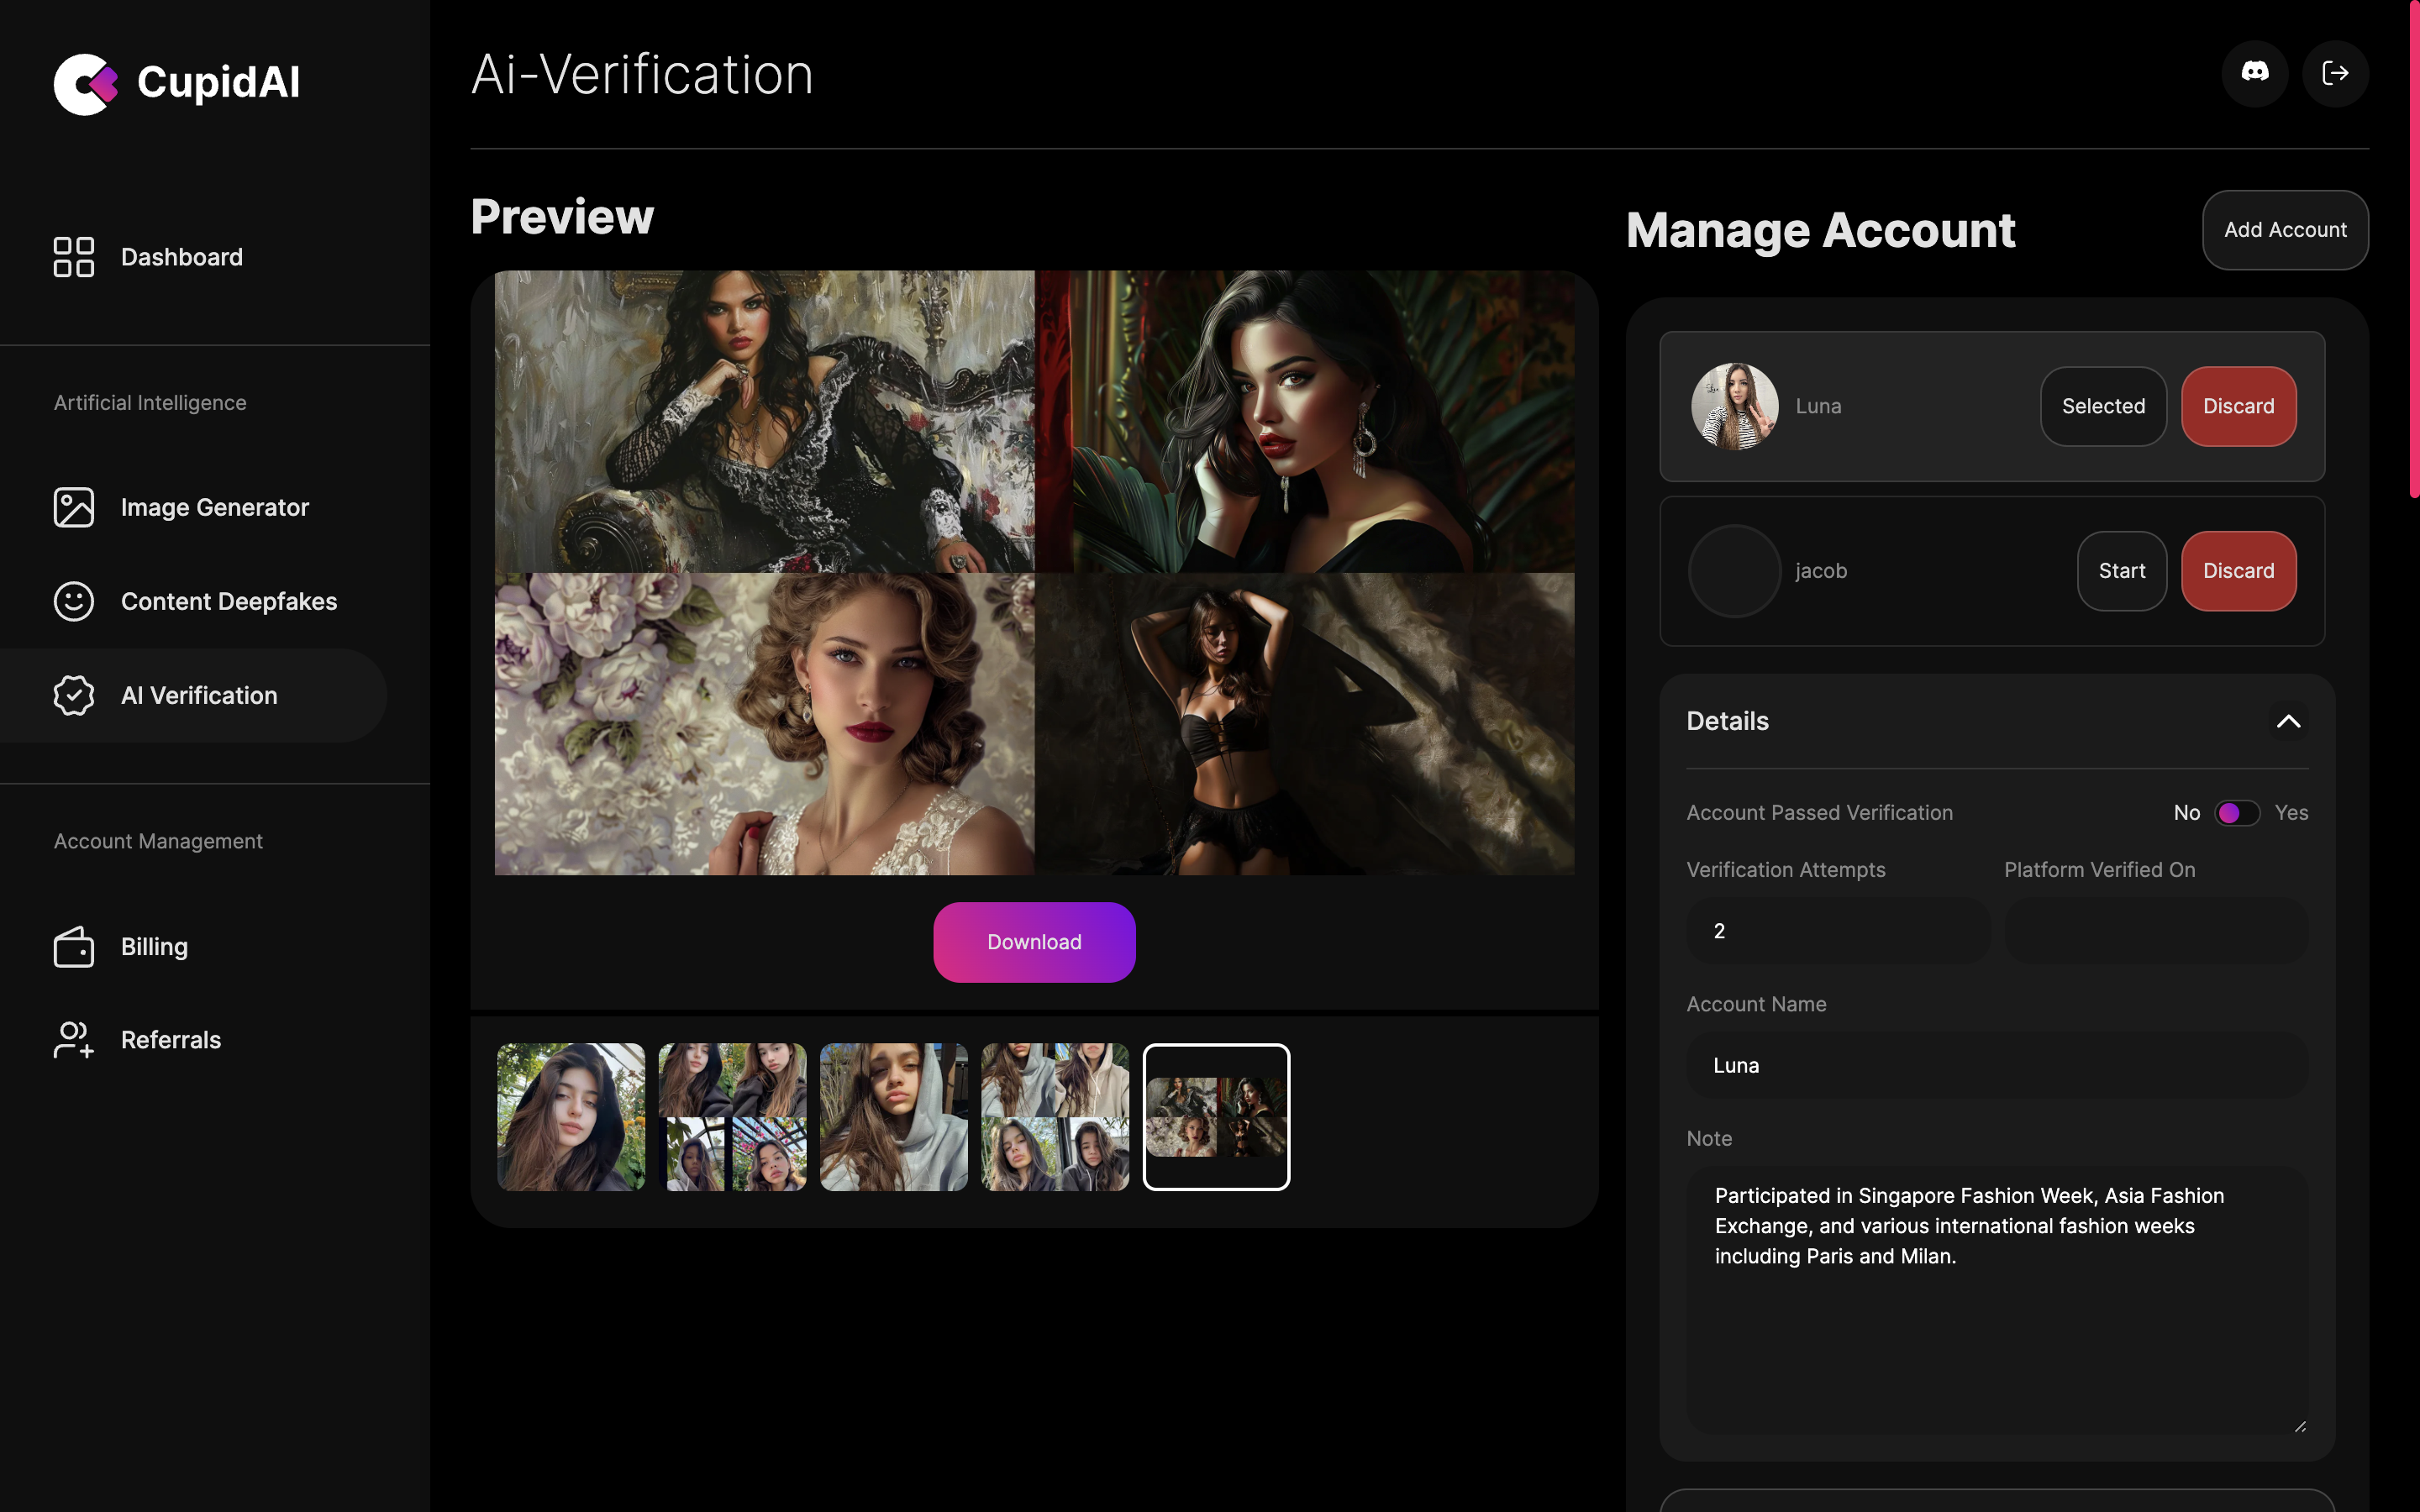 CupidAI
Dashboard
Artificial Intelligence
Image Generator
Content Deepfakes
AI Verification
Account Management
Billing
Referrals
Ai-Verification
Preview
Download
Manage Account
Add Account
Luna
Selected
Discard
jacob
Start
Discard
Details
Account Passed Verification
No
Yes
Verification Attempts
Platform Verified On
2
Account Name
Luna
Note
Participated in Singapore Fashion Week, Asia Fashion
Exchange, and various international fashion weeks
including Paris and Milan.